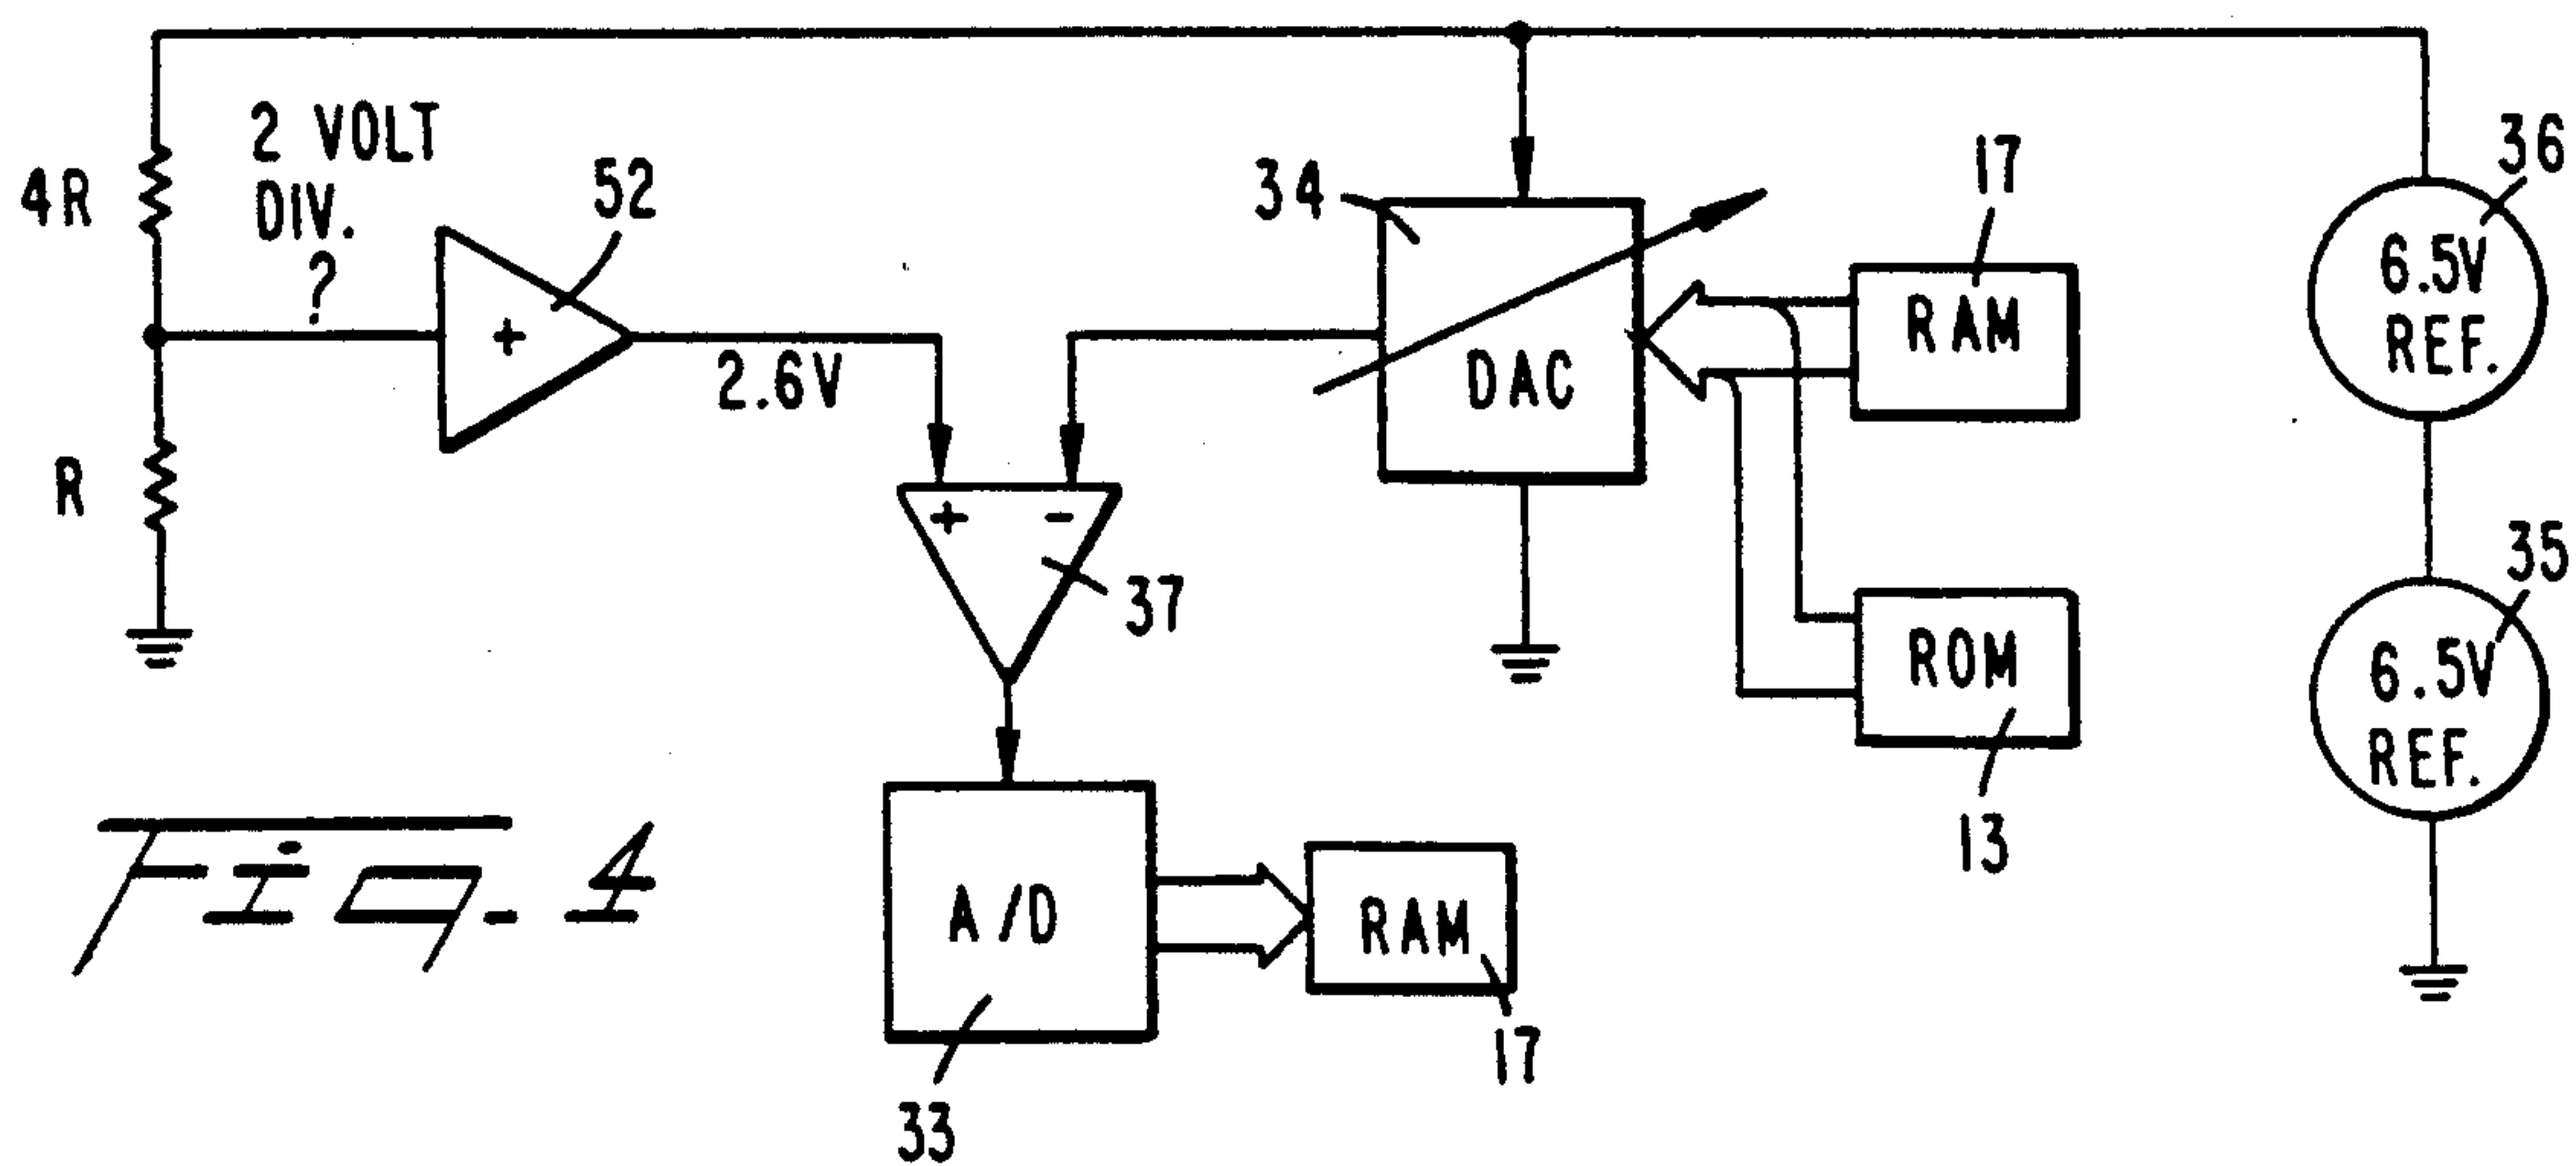 2 VOLT
DIV.
?
4R
52
+
2.6V
R
34
DAC
17
RAM
36
6.5V
REF.
+ -
37
ROM
13
35
6.5V
REF.
A/D
33
RAM
17
Fig. 4